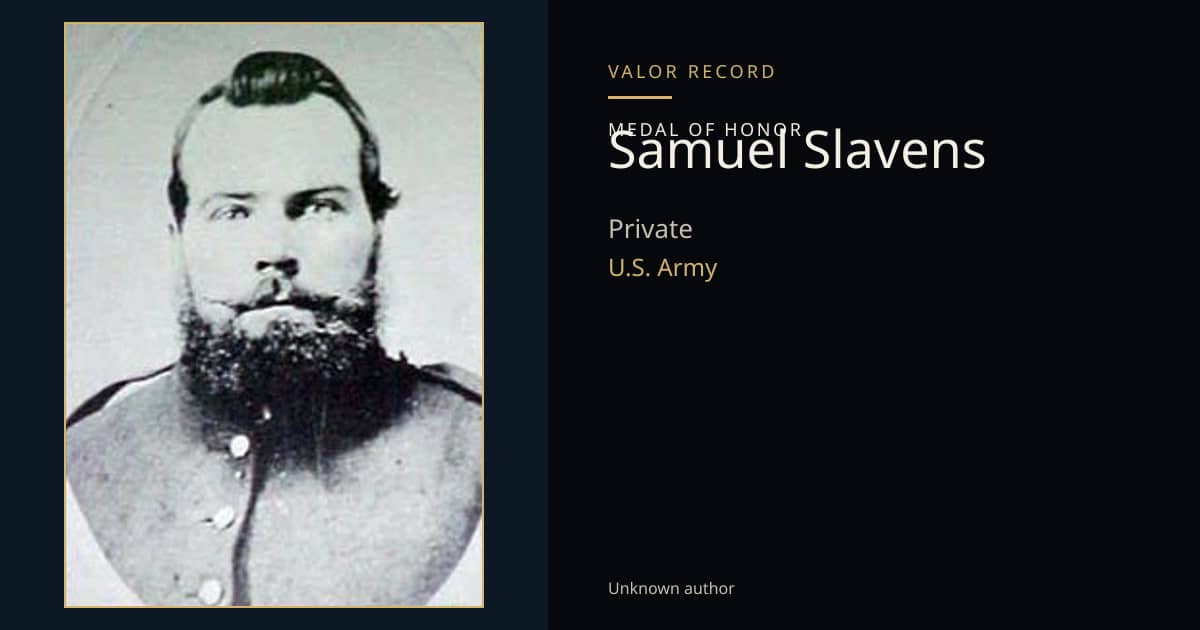 VALOR RECORD
MEDAL OF HONOR
Samuel Slavens
Private
U.S. Army
Unknown author